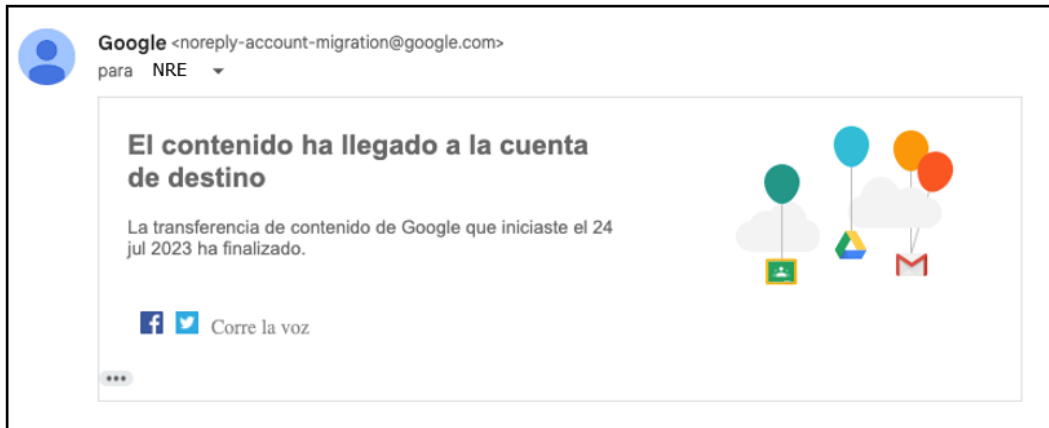 Google <noreply-account-migration@google.com>
para NRE
El contenido ha llegado a la cuenta
de destino
La transferencia de contenido de Google que iniciaste el 24
jul 2023 ha finalizado.
Corre la voz